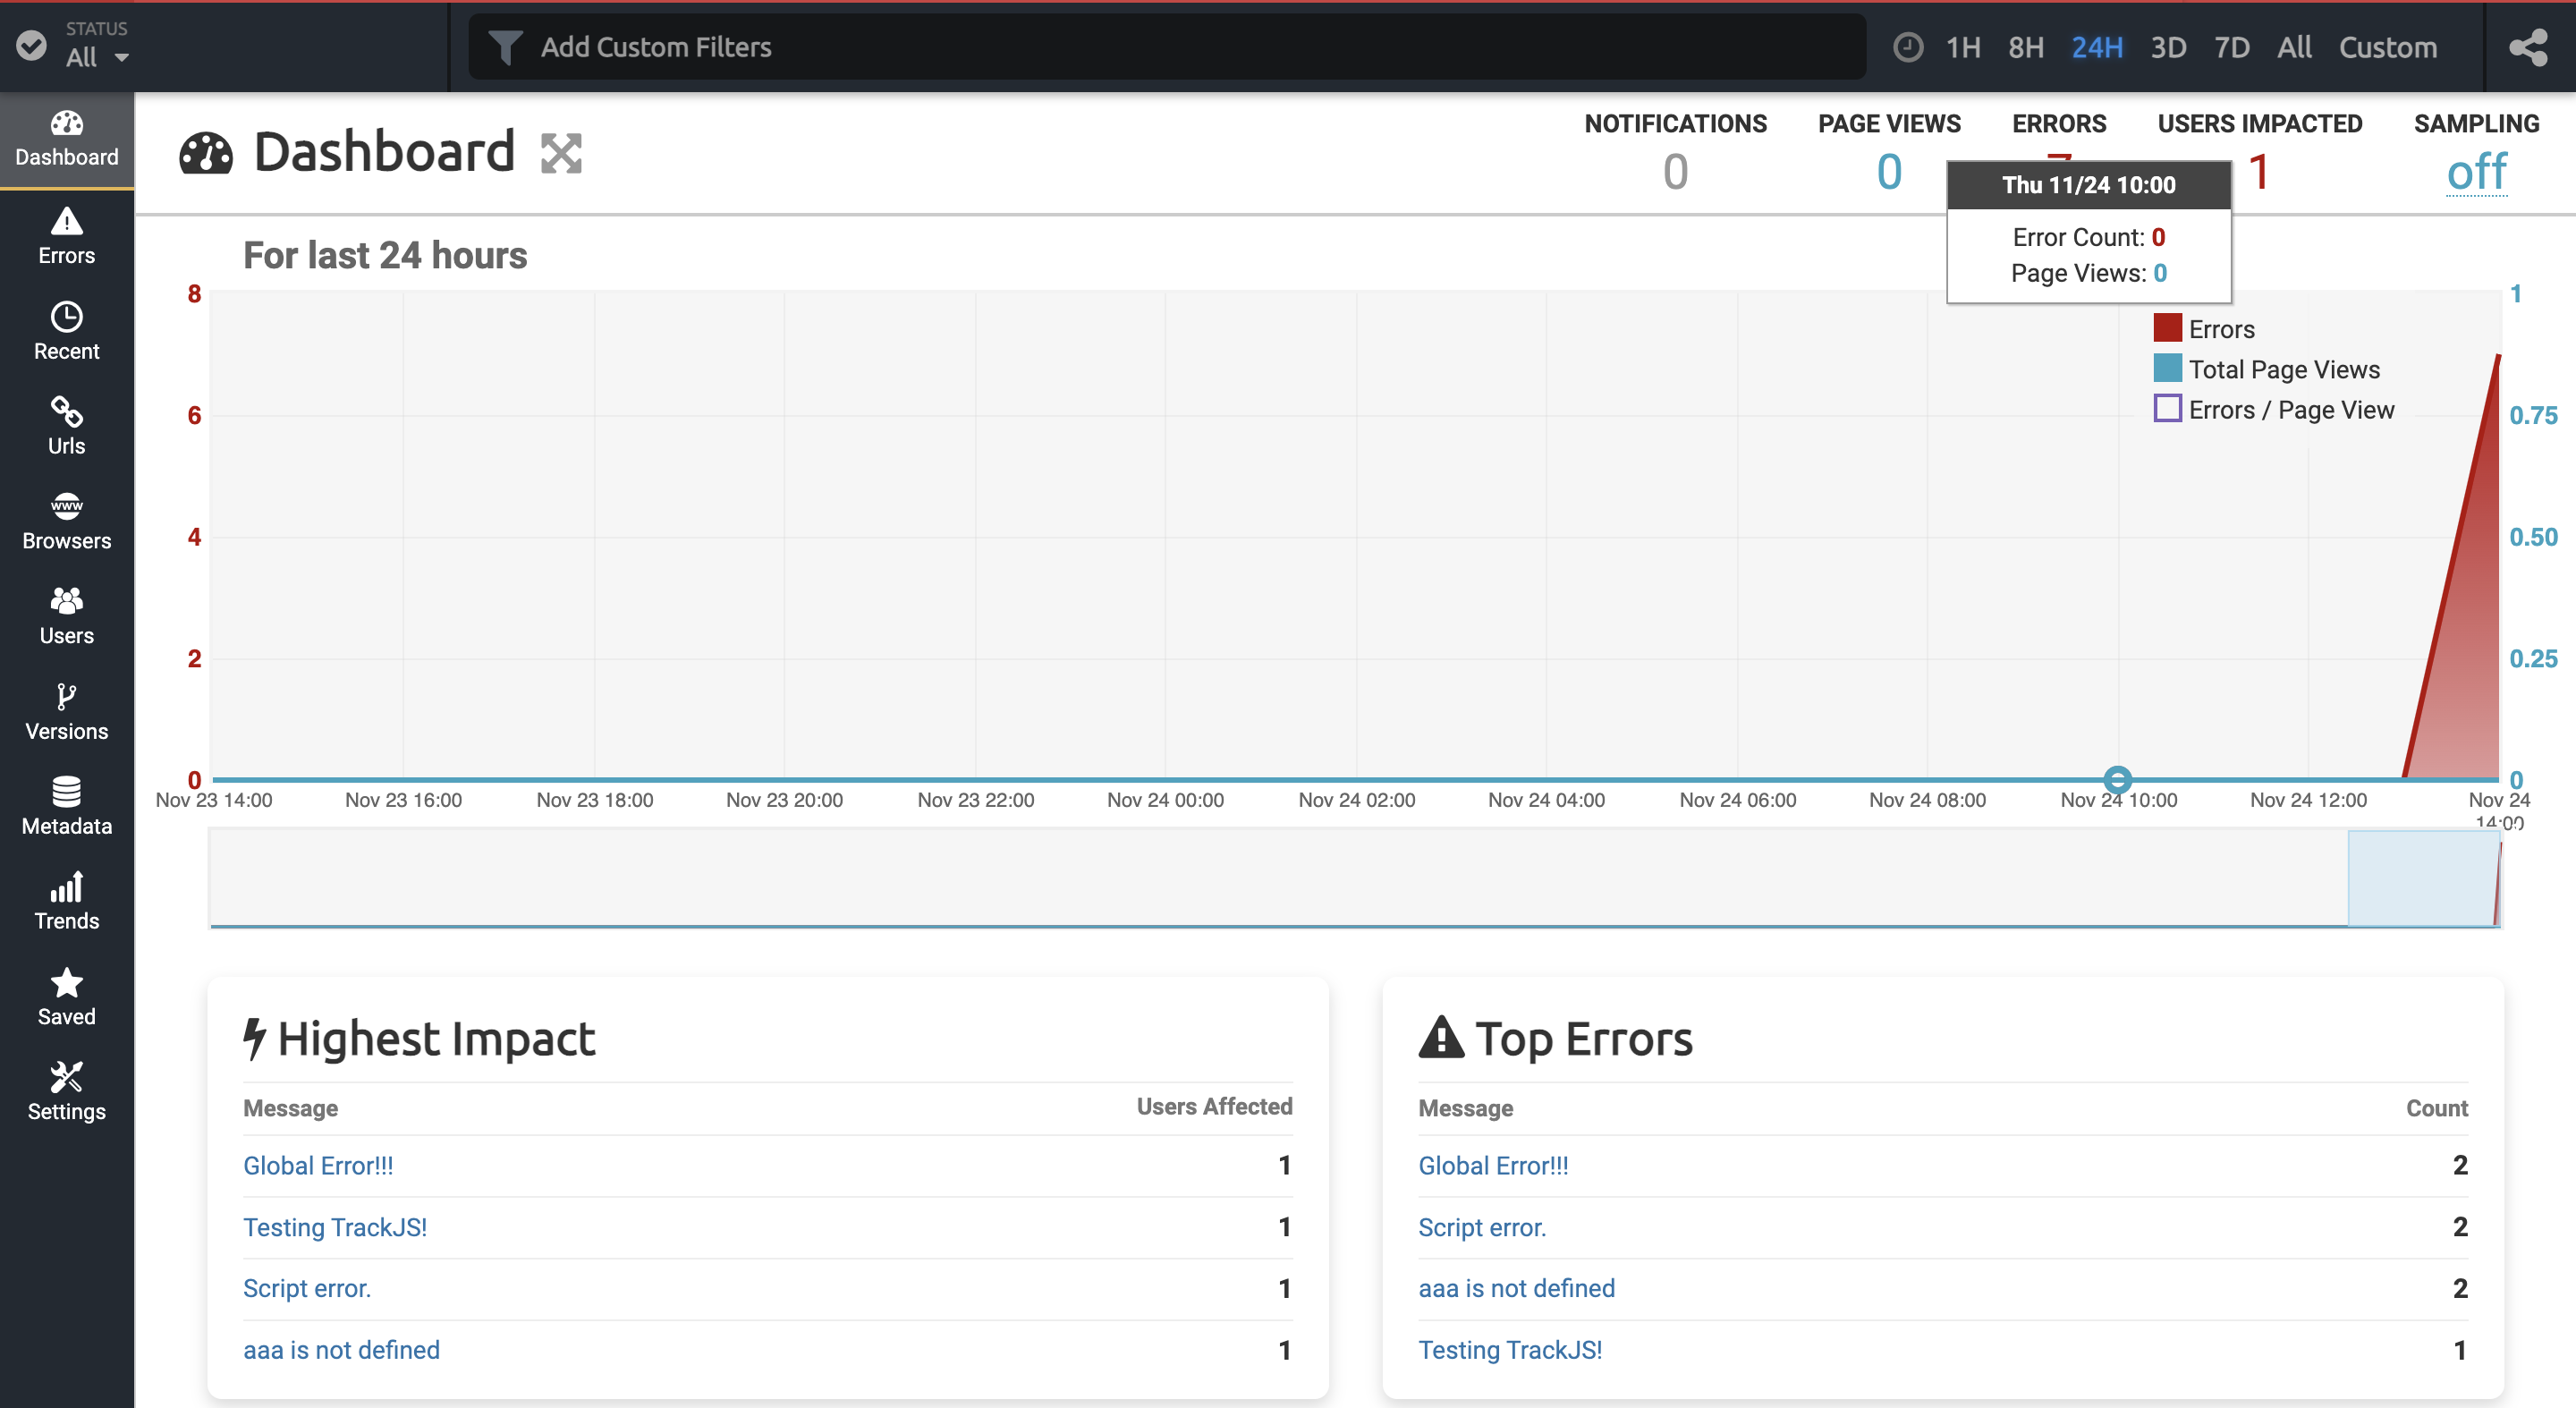 STATUS
All
Add Custom Filters
1H 8H 24H 3D 7D All Custom
Dashboard
Errors
Recent
Urls
www
Browsers
Users
Versions
Metadata
Trends
Saved
Settings
Dashboard
NOTIFICATIONS
0
PAGE VIEWS
0
ERRORS
7
USERS IMPACTED
1
SAMPLING
off
Thu 11/24 10:00
Error Count: 0
Page Views: 0
For last 24 hours
8
6
4
2
0
1
0.75
0.50
0.25
0
Errors
Total Page Views
Errors / Page View
Nov 23 14:00 Nov 23 16:00 Nov 23 18:00 Nov 23 20:00 Nov 23 22:00 Nov 24 00:00 Nov 24 02:00 Nov 24 04:00 Nov 24 06:00 Nov 24 08:00 Nov 24 10:00 Nov 24 12:00 Nov 24
14:00
Highest Impact
Message Users Affected
Global Error!!! 1
Testing TrackJS! 1
Script error. 1
aaa is not defined 1
Top Errors
Message Count
Global Error!!! 2
Script error. 2
aaa is not defined 2
Testing TrackJS! 1